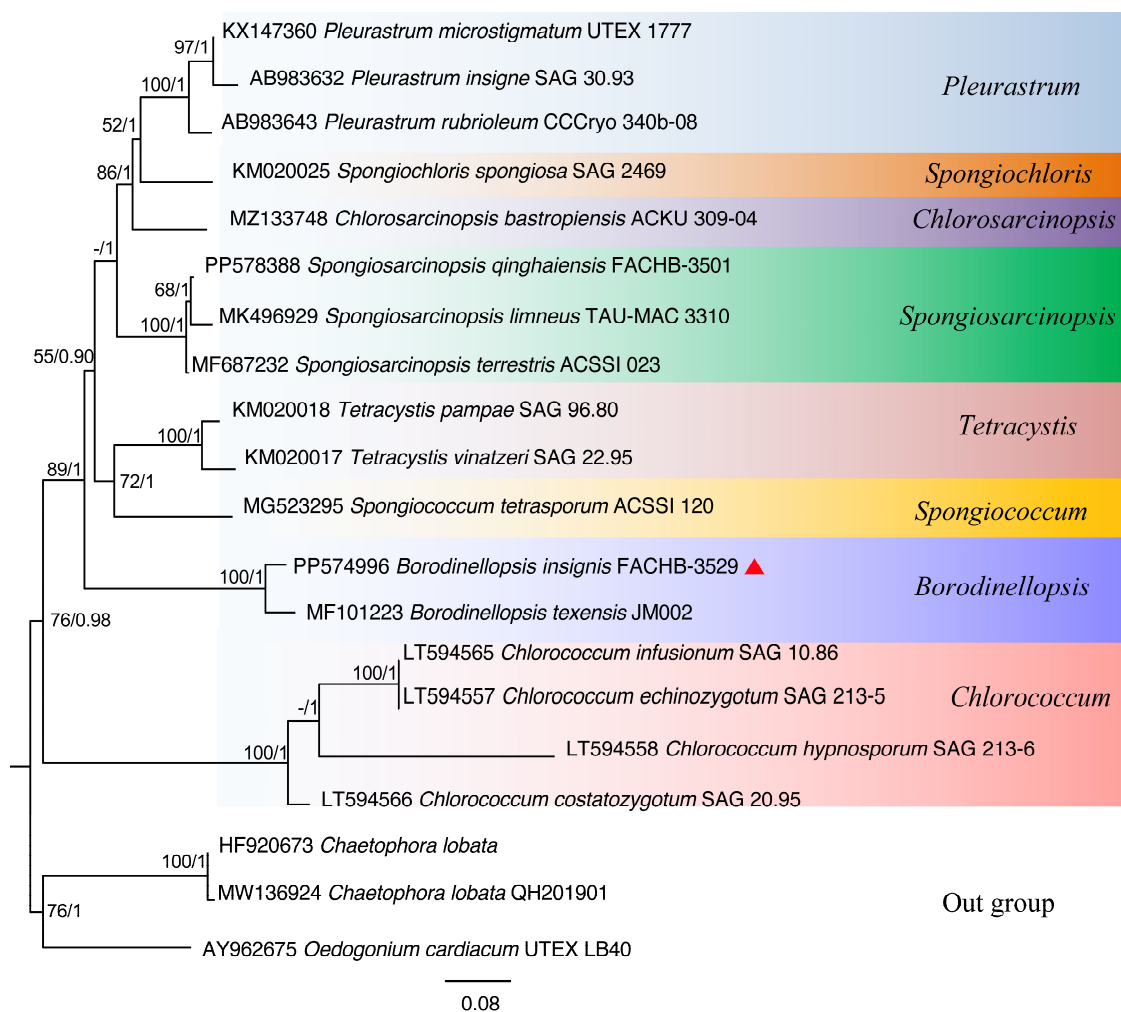 KX147360 Pleurastrum microstigmatum UTEX 1777
97/1
AB983632 Pleurastrum insigne SAG 30.93
Pleurastrum
100/1
AB983643 Pleurastrum rubrioleum CCCryo 340b-08
52/1
KM020025 Spongiochloris spongiosa SAG 2469
Spongiochloris
86/1
MZ133748 Chlorosarcinopsis bastropiensis ACKU 309-04
Chlorosarcinopsis
-/1
PP578388 Spongiosarcinopsis qinghaiensis FACHB-3501
68/1
MK496929 Spongiosarcinopsis limneus TAU-MAC 3310
Spongiosarcinopsis
100/1
55/0.90
MF687232 Spongiosarcinopsis terrestris ACSSI 023
KM020018 Tetracystis pampae SAG 96.80
Tetracystis
100/1
KM020017 Tetracystis vinatzeri SAG 22.95
89/1
72/1
MG523295 Spongiococcum tetrasporum ACSSI 120
Spongiococcum
PP574996 Borodinellopsis insignis FACHB-3529
100/1
Borodinellopsis
MF101223 Borodinellopsis texensis JM002
76/0.98
LT594565 Chlorococcum infusionum SAG 10.86
100/1
LT594557 Chlorococcum echinozygotum SAG 213-5
Chlorococcum
-/1
LT594558 Chlorococcum hypnosporum SAG 213-6
100/1
LT594566 Chlorococcum costatozygotum SAG 20.95
HF920673 Chaetophora lobata
100/1
MW136924 Chaetophora lobata QH201901
Out group
76/1
AY962675 Oedogonium cardiacum UTEX LB40
0.08